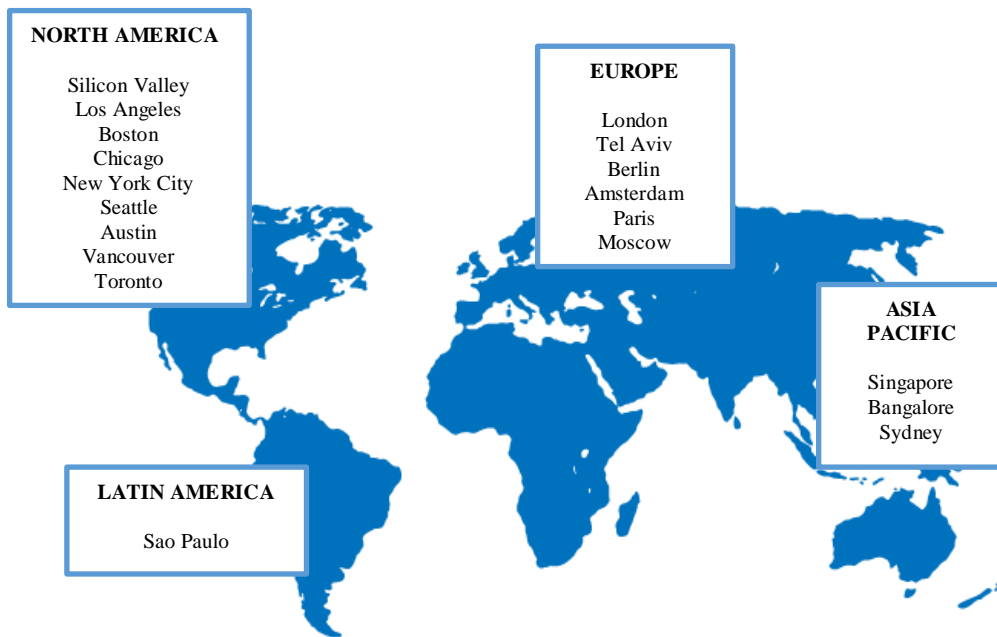 NORTH AMERICA
Silicon Valley
Los Angeles
Boston
Chicago
New York City
Seattle
Austin
Vancouver
Toronto
EUROPE
London
Tel Aviv
Berlin
Amsterdam
Paris
Moscow
ASIA
PACIFIC
Singapore
Bangalore
Sydney
LATIN AMERICA
Sao Paulo